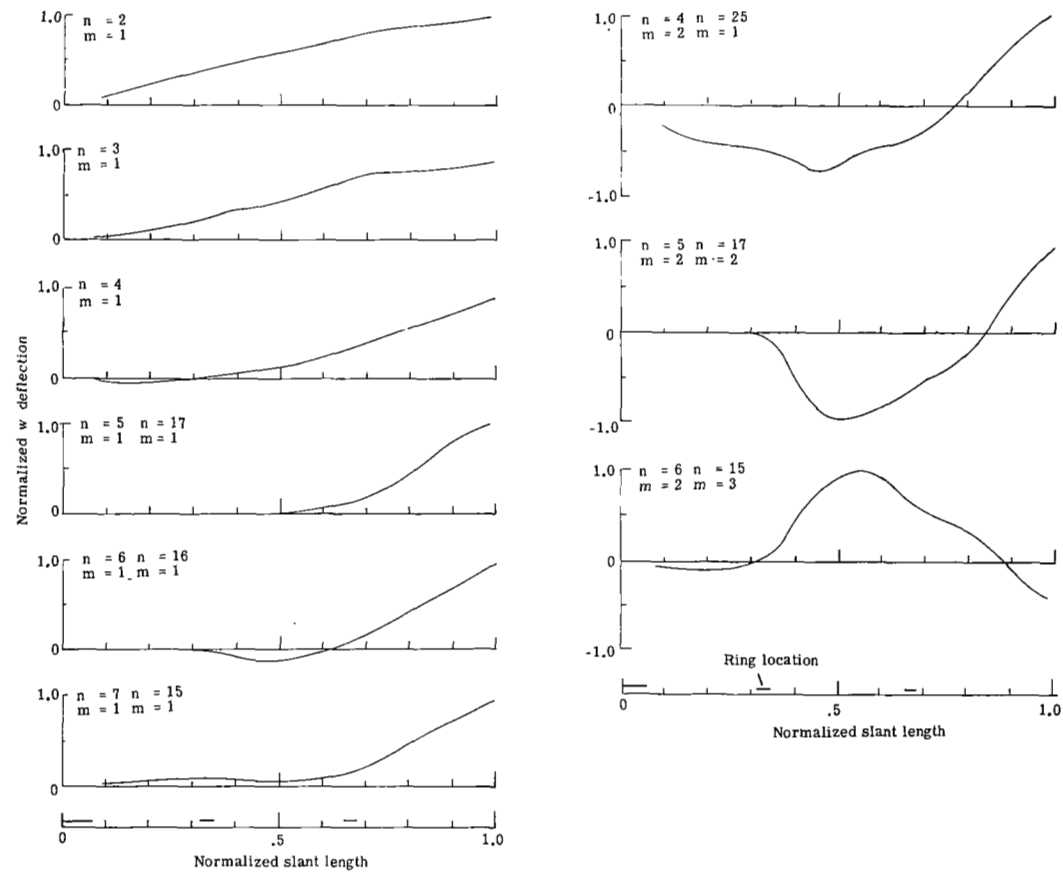 1.0
n = 2
m = 1
0
1.0
n = 3
m = 1
0
1.0
n = 4
m = 1
0
1.0
n = 5 n = 17
m = 1 m = 1
0
1.0
n = 6 n = 16
m = 1 m = 1
0
1.0
n = 7 n = 15
m = 1 m = 1
0
Normalized w deflection
0 .5 1.0
Normalized slant length
1.0
n = 4 n = 25
m = 2 m = 1
0
-1.0
1.0
n = 5 n = 17
m = 2 m = 2
0
-1.0
1.0
n = 6 n = 15
m = 2 m = 3
0
-1.0
Ring location
0 .5 1.0
Normalized slant length